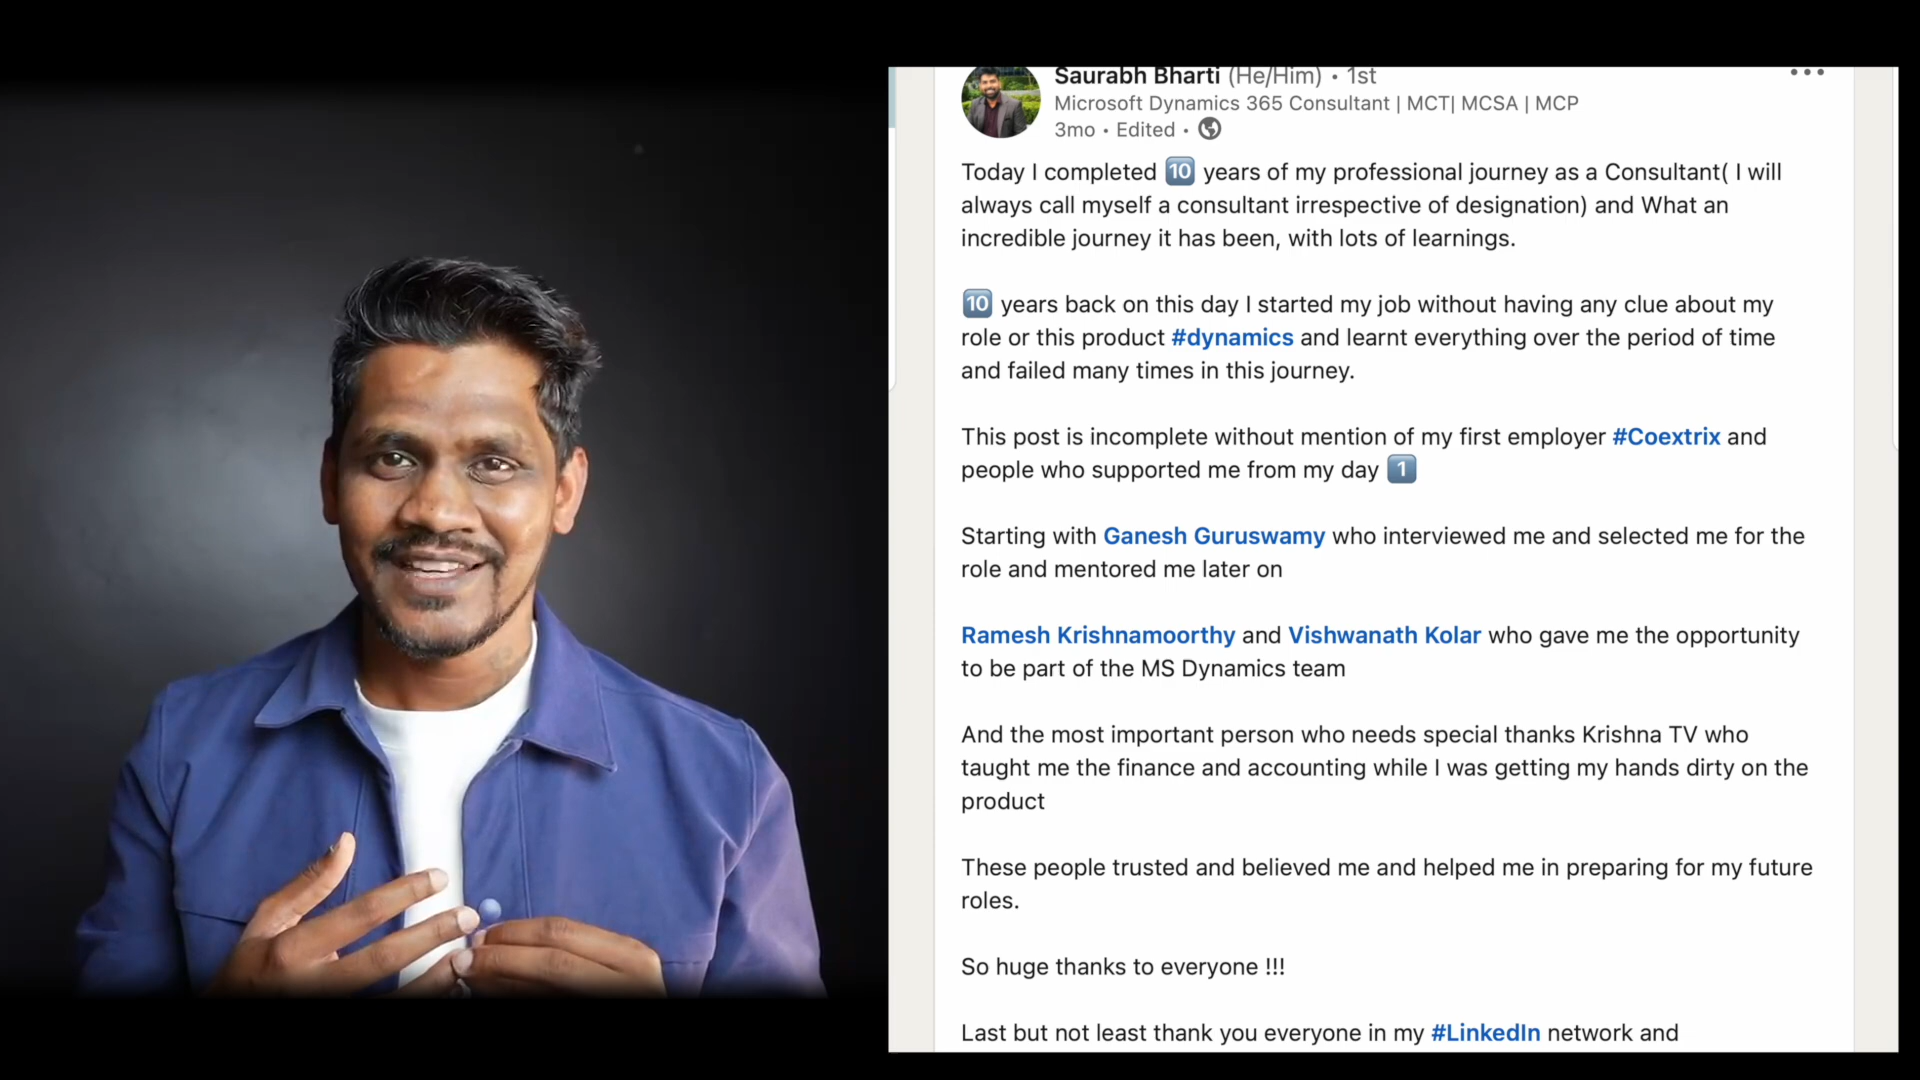 Saurabh Bharti (He/Him) • 1st
Microsoft Dynamics 365 Consultant | MCT| MCSA | MCP
3mo • Edited •
Today I completed 🔟 years of my professional journey as a Consultant( I will
always call myself a consultant irrespective of designation) and What an
incredible journey it has been, with lots of learnings.
🔟 years back on this day I started my job without having any clue about my
role or this product #dynamics and learnt everything over the period of time
and failed many times in this journey.
This post is incomplete without mention of my first employer #Coextrix and
people who supported me from my day 1️⃣
Starting with Ganesh Guruswamy who interviewed me and selected me for the
role and mentored me later on
Ramesh Krishnamoorthy and Vishwanath Kolar who gave me the opportunity
to be part of the MS Dynamics team
And the most important person who needs special thanks Krishna TV who
taught me the finance and accounting while I was getting my hands dirty on the
product
These people trusted and believed me and helped me in preparing for my future
roles.
So huge thanks to everyone !!!
Last but not least thank you everyone in my #LinkedIn network and